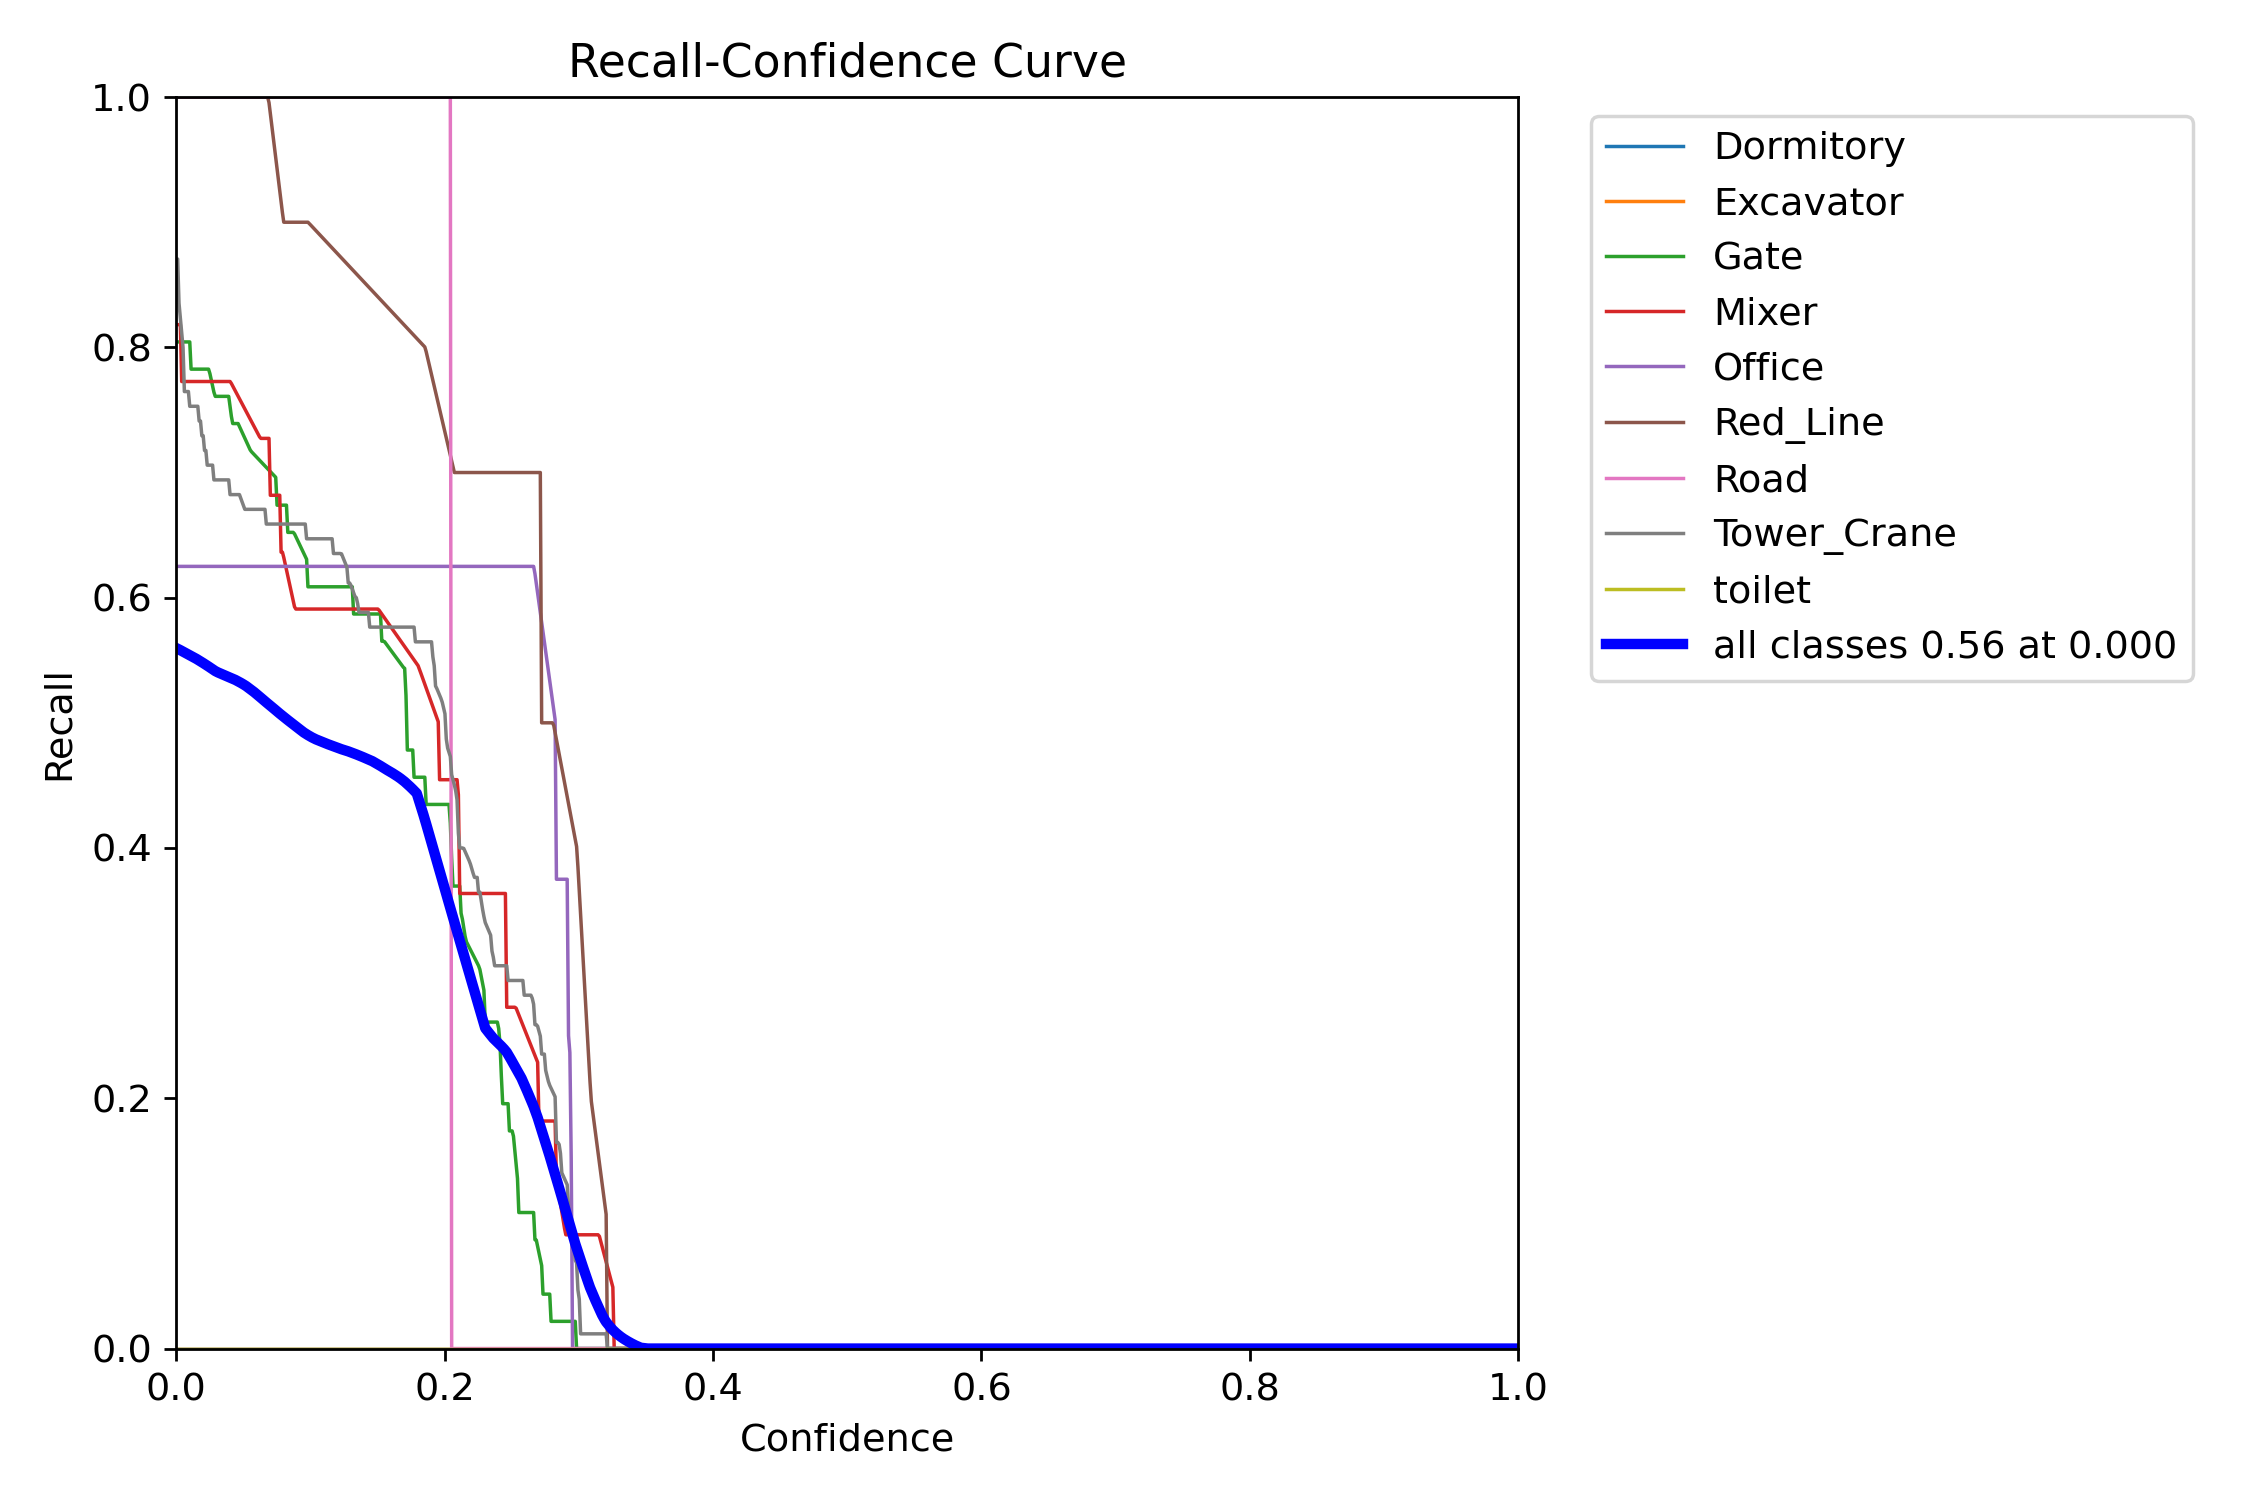 Recall-Confidence Curve
1.0
0.8
0.6
0.4
0.2
0.0
Recall
0.0 0.2 0.4 0.6 0.8 1.0
Confidence
Dormitory
Excavator
Gate
Mixer
Office
Red_Line
Road
Tower_Crane
toilet
all classes 0.56 at 0.000